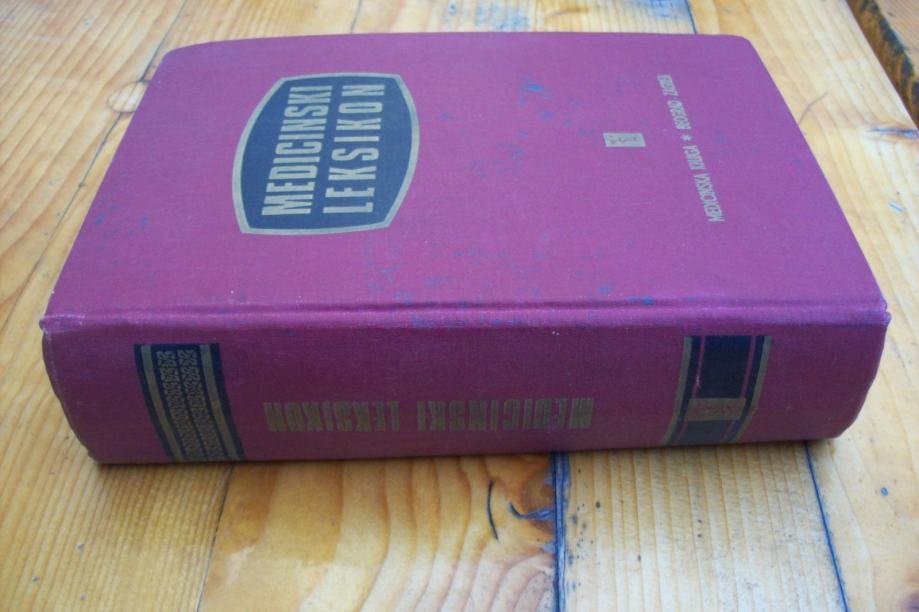 MEDICINSKI
LEKSIKON
MEDICINSKA KNJIGA * BEOGRAD ZAGREB
MEDICINSKI LEKSIKON